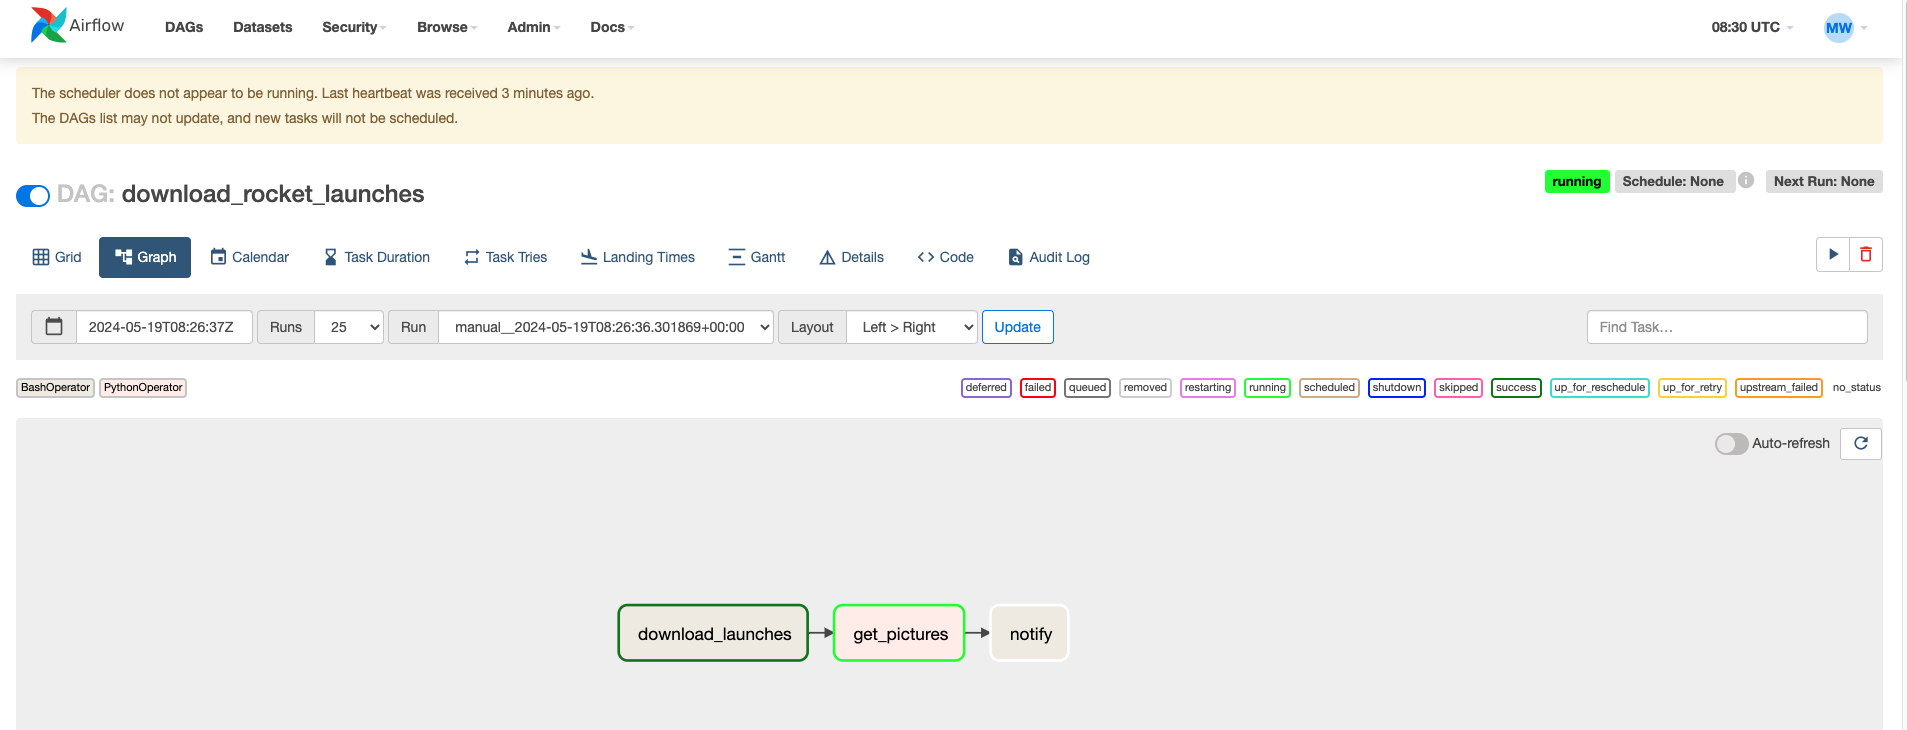 Airflow DAGs Datasets Security Browse Admin Docs 08:30 UTC MW
The scheduler does not appear to be running. Last heartbeat was received 3 minutes ago.
The DAGs list may not update, and new tasks will not be scheduled.
DAG: download_rocket_launches running Schedule: None i Next Run: None
Grid Graph Calendar Task Duration Task Tries Landing Times Gantt Details Code Audit Log
2024-05-19T08:26:37Z Runs 25 Run manual__2024-05-19T08:26:36.301869+00:00 Layout Left > Right Update Find Task...
BashOperator PythonOperator deferred failed queued removed restarting running scheduled shutdown skipped success up_for_reschedule up_for_retry upstream_failed no_status
Auto-refresh
download_launches get_pictures notify